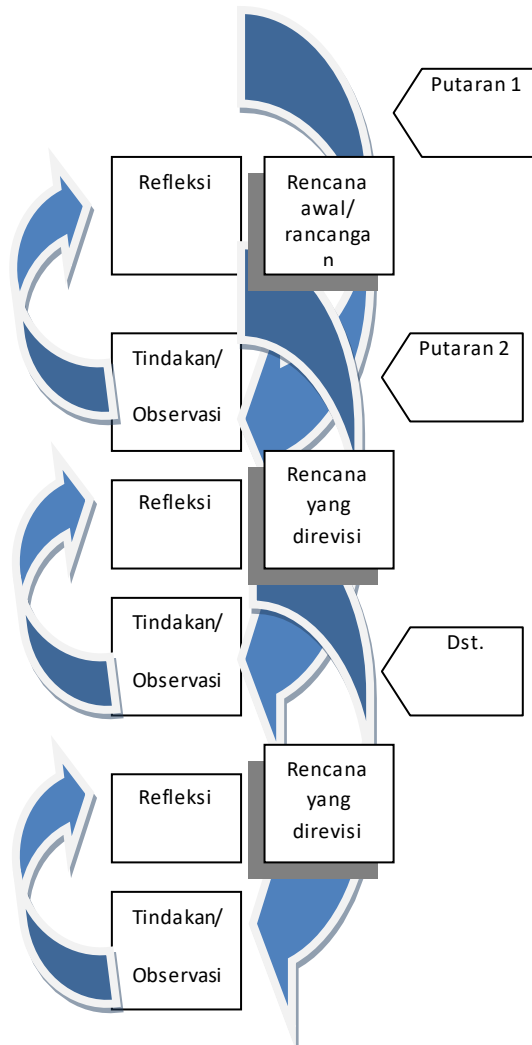 Putaran 1
Refleksi
Rencana
awal/
rancanga
n
Tindakan/
Observasi
Putaran 2
Refleksi
Rencana
yang
direvisi
Tindakan/
Observasi
Dst.
Refleksi
Rencana
yang
direvisi
Tindakan/
Observasi